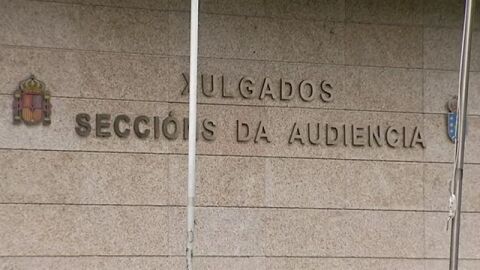 XULGADOS
SECCIÓNS DA AUDIENCIA